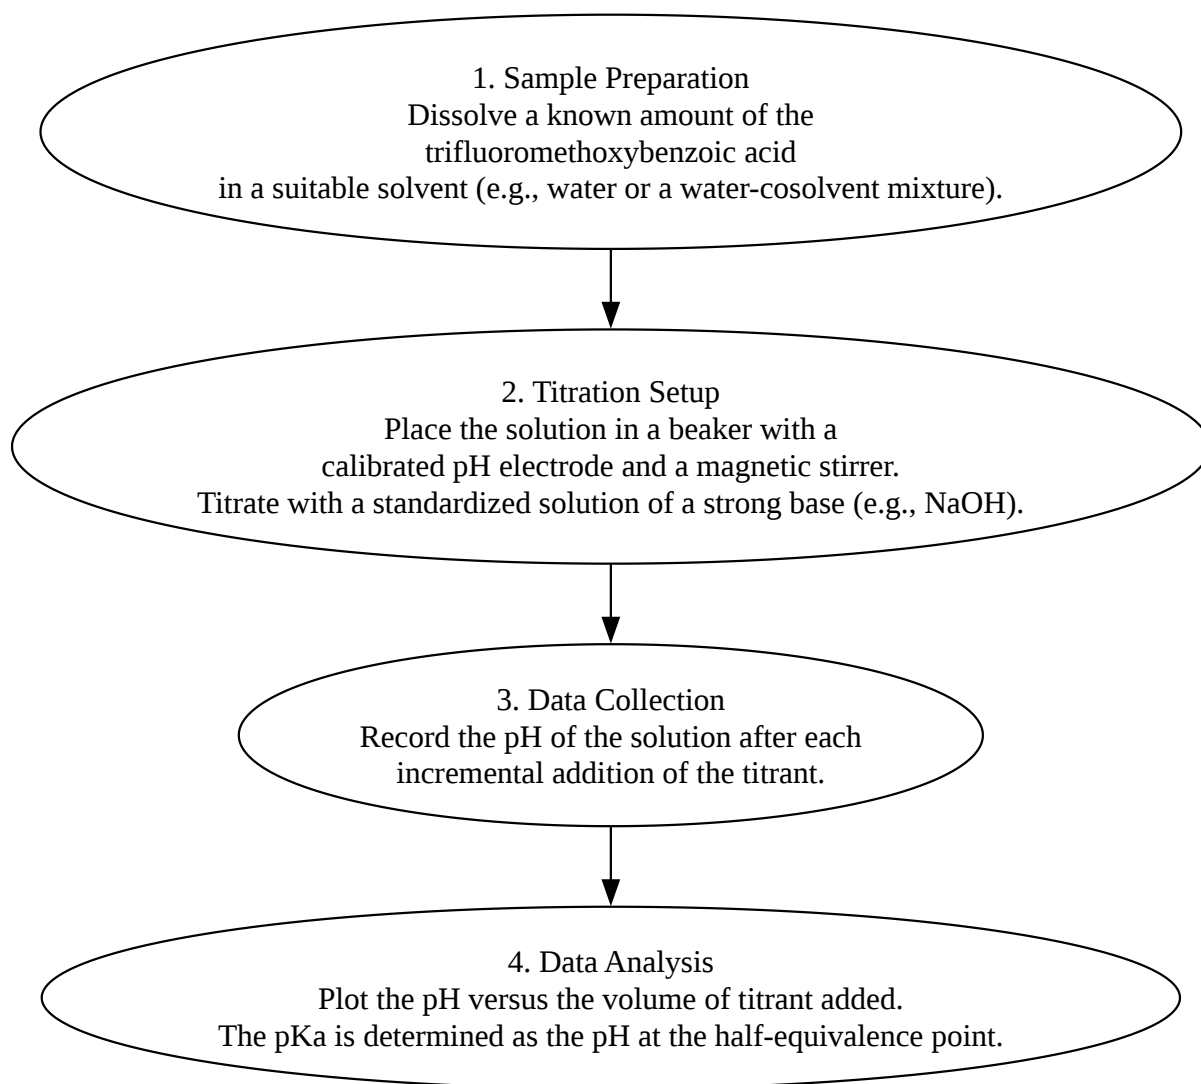 1. Sample Preparation
Dissolve a known amount of the
trifluoromethoxybenzoic acid
in a suitable solvent (e.g., water or a water-cosolvent mixture).
2. Titration Setup
Place the solution in a beaker with a
calibrated pH electrode and a magnetic stirrer.
Titrate with a standardized solution of a strong base (e.g., NaOH).
3. Data Collection
Record the pH of the solution after each
incremental addition of the titrant.
4. Data Analysis
Plot the pH versus the volume of titrant added.
The pKa is determined as the pH at the half-equivalence point.